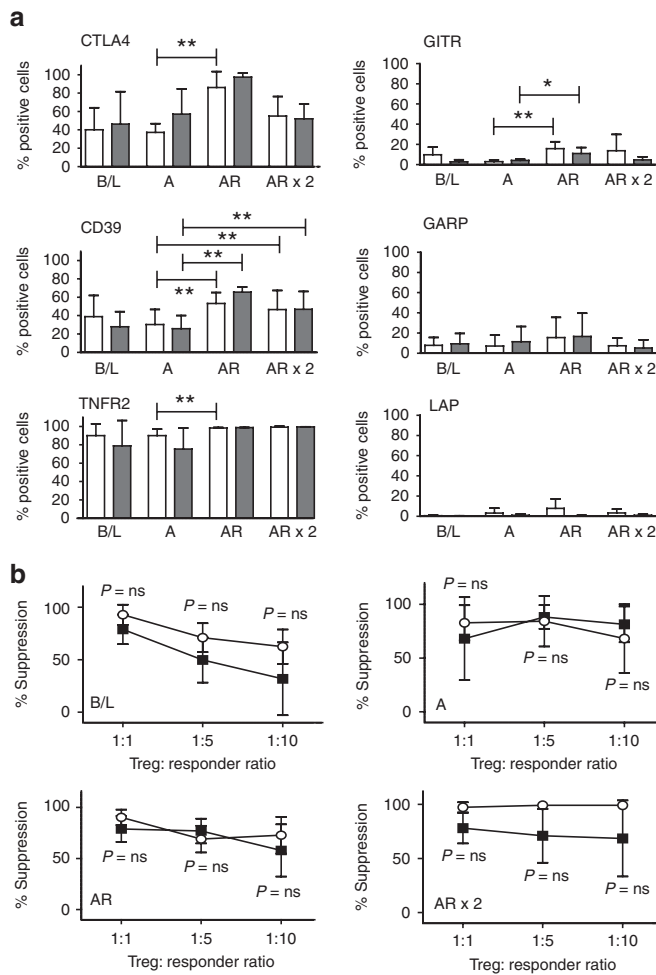 a
CTLA4
**
% positive cells
100
80
60
40
20
0
B/L
A
AR
AR x 2
GITR
*
**
% positive cells
100
80
60
40
20
0
B/L
A
AR
AR x 2
CD39
**
**
**
**
% positive cells
100
80
60
40
20
0
B/L
A
AR
AR x 2
GARP
% positive cells
100
80
60
40
20
0
B/L
A
AR
AR x 2
TNFR2
**
% positive cells
100
80
60
40
20
0
B/L
A
AR
AR x 2
LAP
% positive cells
100
80
60
40
20
0
B/L
A
AR
AR x 2
b
P = ns
P = ns
P = ns
% Suppression
100
50
0
B/L
1:1
1:5
1:10
Treg: responder ratio
P = ns
P = ns
P = ns
% Suppression
100
50
0
A
1:1
1:5
1:10
Treg: responder ratio
P = ns
P = ns
P = ns
% Suppression
100
50
0
AR
1:1
1:5
1:10
Treg: responder ratio
P = ns
P = ns
P = ns
% Suppression
100
50
0
AR x 2
1:1
1:5
1:10
Treg: responder ratio